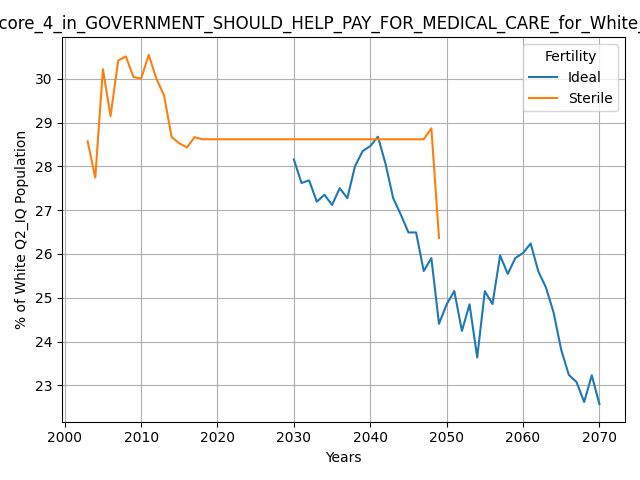 core_4_in_GOVERNMENT_SHOULD_HELP_PAY_FOR_MEDICAL_CARE_for_White_
Fertility
Ideal
Sterile
% of White Q2_IQ Population
30
29
28
27
26
25
24
23
2000 2010 2020 2030 2040 2050 2060 2070
Years